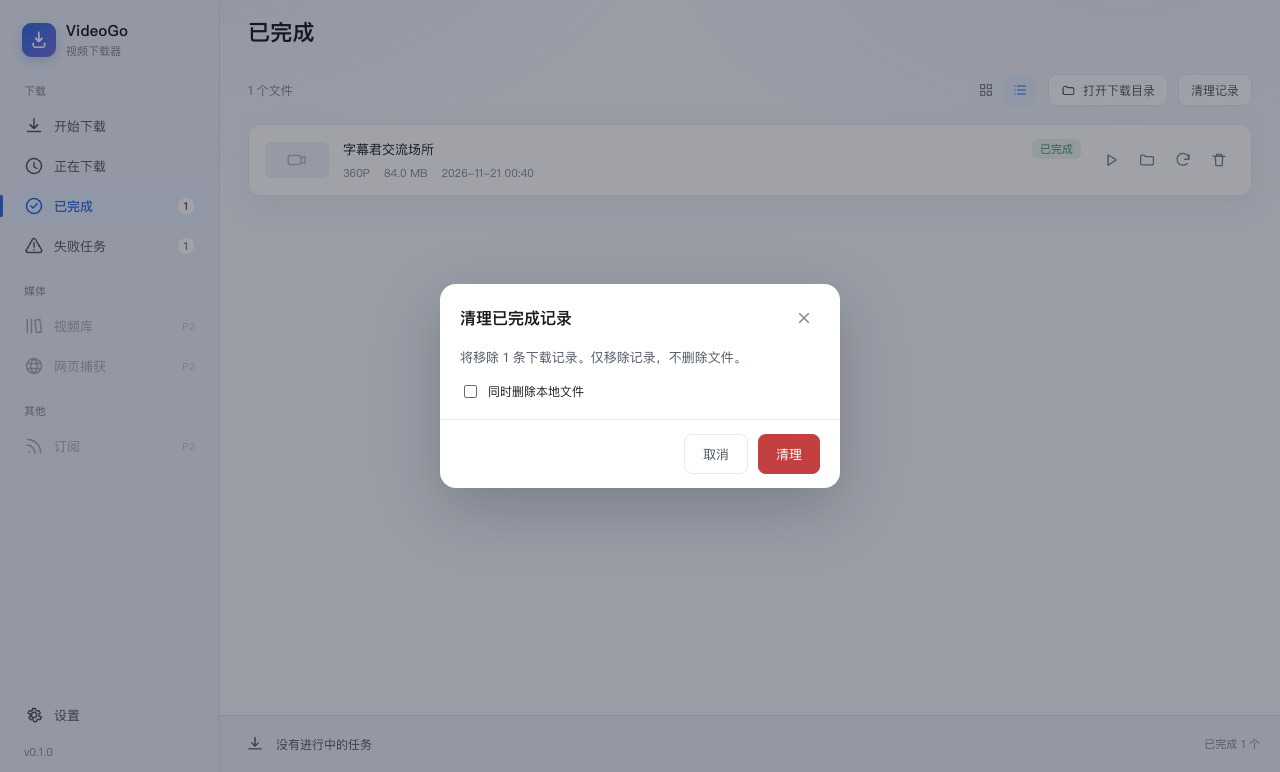 VideoGo
视频下载器
下载
开始下载
正在下载
已完成 1
失败任务 1
媒体
视频库 P2
网页捕获 P2
其他
订阅 P2
设置
v0.1.0
已完成
1 个文件
打开下载目录 清理记录
字幕君交流场所
已完成
360P 84.0 MB 2026-11-21 00:40
清理已完成记录
将移除 1 条下载记录。仅移除记录，不删除文件。
同时删除本地文件
取消 清理
没有进行中的任务
已完成 1 个